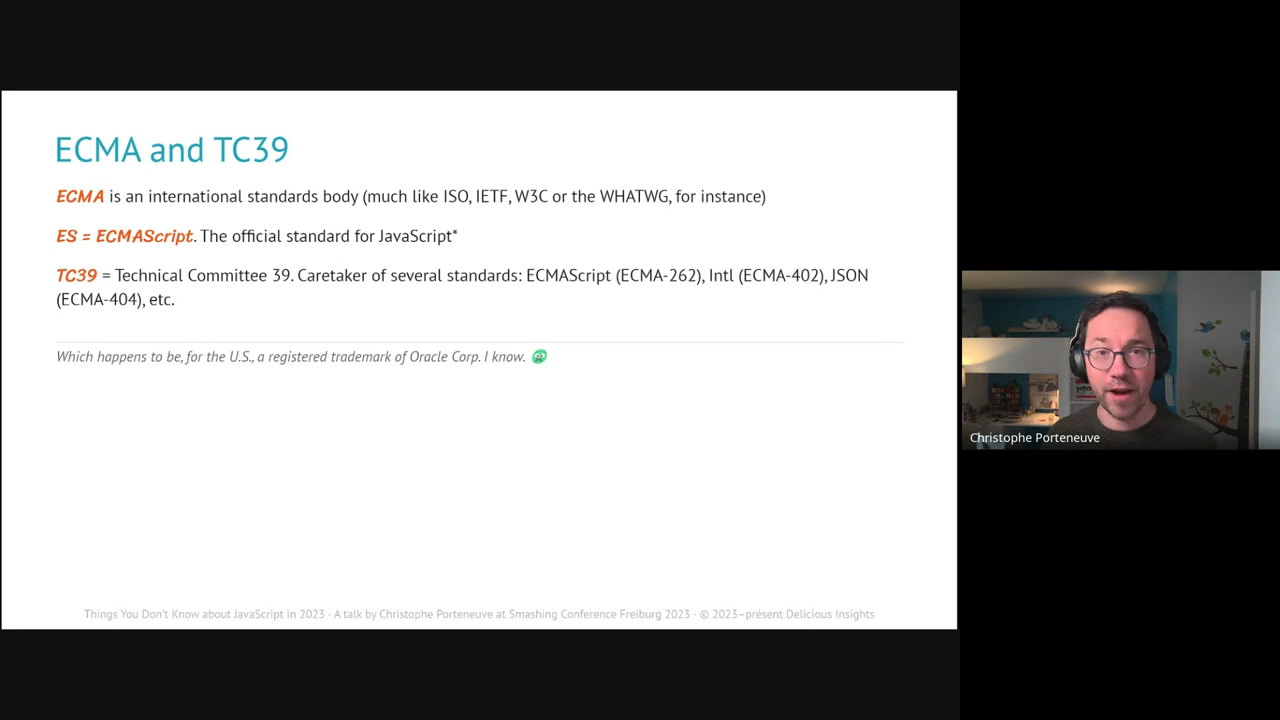 ECMA and TC39
ECMA is an international standards body (much like ISO, IETF, W3C or the WHATWG, for instance)
ES = ECMAScript. The official standard for JavaScript*
TC39 = Technical Committee 39. Caretaker of several standards: ECMAScript (ECMA-262), Intl (ECMA-402), JSON
(ECMA-404), etc.
Which happens to be, for the U.S., a registered trademark of Oracle Corp. I know.
Things You Don't Know about JavaScript in 2023 · A talk by Christophe Porteneuve at Smashing Conference Freiburg 2023 · © 2023–présent Delicious Insights
Christophe Porteneuve